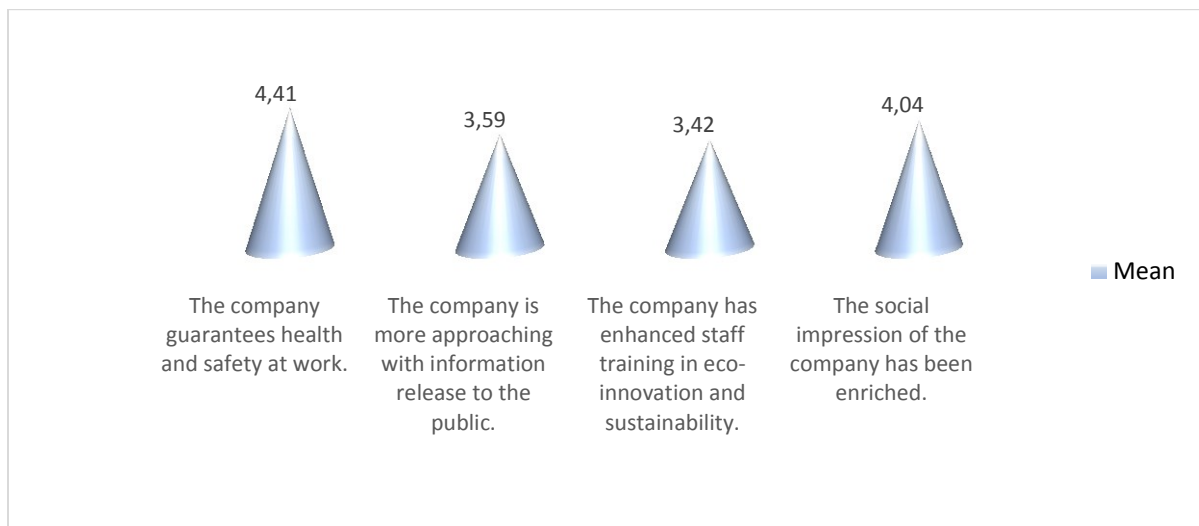 4,41
3,59
3,42
4,04
The company
guarantees health
and safety at work.
The company is
more approaching
with information
release to the
public.
The company has
enhanced staff
training in eco-
innovation and
sustainability.
The social
impression of the
company has been
enriched.
Mean